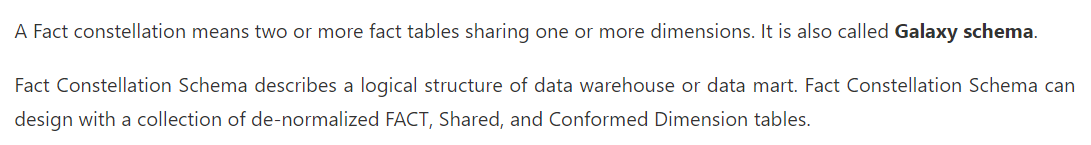 A Fact constellation means two or more fact tables sharing one or more dimensions. It is also called Galaxy schema.
Fact Constellation Schema describes a logical structure of data warehouse or data mart. Fact Constellation Schema can
design with a collection of de-normalized FACT, Shared, and Conformed Dimension tables.